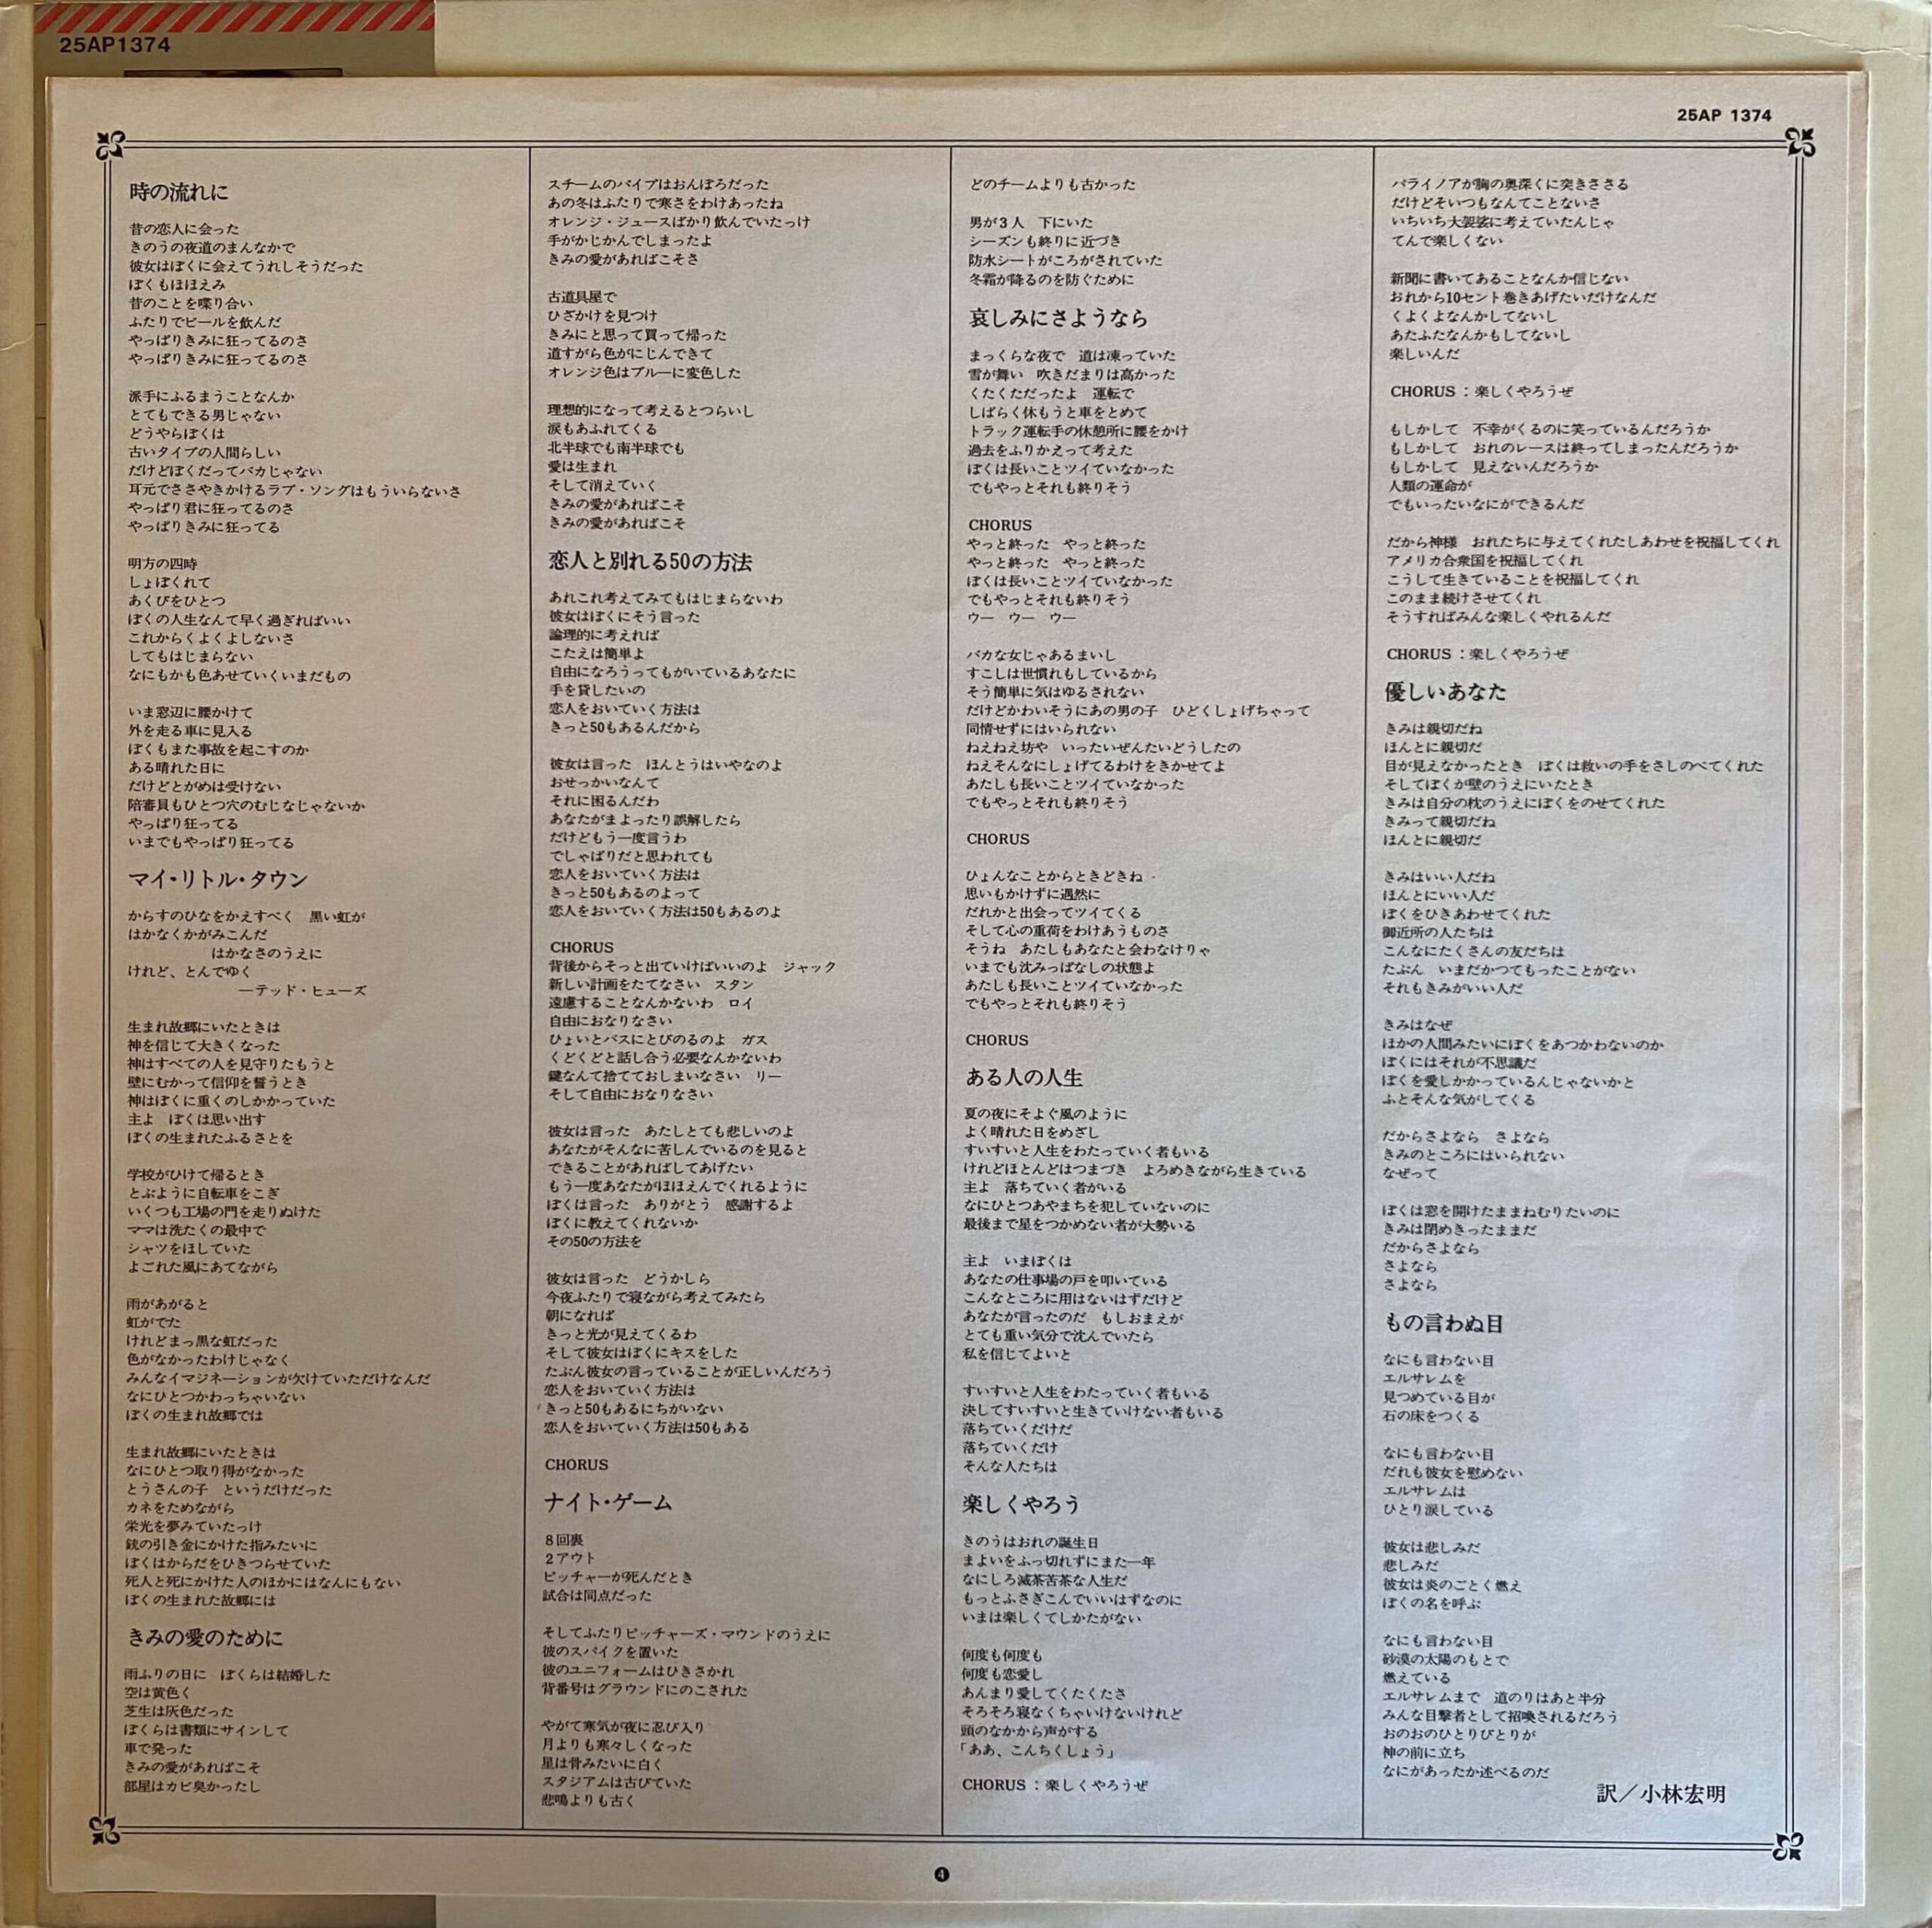 25AP1374
25AP 1374
時の流れに
昔の恋人に会った
きのうの夜道のまんなかで
彼女はぼくに会えてうれしそうだった
ぼくもほほえみ
昔のことを喋り合い
ふたりでビールを飲んだ
やっぱりきみに狂ってるのさ
やっぱりきみに狂ってるのさ
派手にふるまうことなんか
とてもできる男じゃない
どうやらぼくは
古いタイプの人間らしい
だけどぼくだってバカじゃない
耳元でささやきかけるラブ・ソングはもういらないさ
やっぱり君に狂ってるのさ
やっぱりきみに狂ってる
明方の四時
しょぼくれて
あくびをひとつ
ぼくの人生なんて早く過ぎればいい
これからくよくよしないさ
してもはじまらない
なにもかも色あせていくいまだもの
いま窓辺に腰かけて
外を走る車に見入る
ぼくもまた事故を起こすのか
ある晴れた日に
だけどとがめは受けない
陪審員もひとつ穴のむじなじゃないか
やっぱり狂ってる
いまでもやっぱり狂ってる
マイ・リトル・タウン
からすのひなをかえすべく　黒い虹が
はかなくかがみこんだ
はかなさのうえに
けれど、とんでゆく
―テッド・ヒューズ
生まれ故郷にいたときは
神を信じて大きくなった
神はすべての人を見守りたもうと
壁にむかって信仰を誓うとき
神はぼくに重くのしかかっていた
主よ　ぼくは思い出す
ぼくの生まれたふるさとを
学校がひけて帰るとき
とぶように自転車をこぎ
いくつも工場の門を走りぬけた
ママは洗たくの最中で
シャツをほしていた
よごれた風にあてながら
雨があがると
虹がでた
けれどまっ黒な虹だった
色がなかったわけじゃなく
みんなイマジネーションが欠けていただけなんだ
なにひとつかわっちゃいない
ぼくの生まれ故郷では
生まれ故郷にいたときは
なにひとつ取り得がなかった
とうさんの子　というだけだった
カネをためながら
栄光を夢みていたっけ
銃の引き金にかけた指みたいに
ぼくはからだをひきつらせていた
死人と死にかけた人のほかにはなんにもない
ぼくの生まれた故郷には
きみの愛のために
雨ふりの日に　ぼくらは結婚した
空は黄色く
芝生は灰色だった
ぼくらは書類にサインして
車で発った
きみの愛があればこそ
部屋はカビ臭かったし
スチームのパイプはおんぼろだった
あの冬はふたりで寒さをわけあったね
オレンジ・ジュースばかり飲んでいたっけ
手がかじかんでしまったよ
きみの愛があればこそさ
古道具屋で
ひざかけを見つけ
きみにと思って買って帰った
道すがら色がにじんできて
オレンジ色はブルーに変色した
理想的になって考えるとつらいし
涙もあふれてくる
北半球でも南半球でも
愛は生まれ
そして消えていく
きみの愛があればこそ
きみの愛があればこそ
恋人と別れる50の方法
あれこれ考えてみてもはじまらないわ
彼女はぼくにそう言った
論理的に考えれば
こたえは簡単よ
自由になろうってもがいているあなたに
手を貸したいの
恋人をおいていく方法は
きっと50もあるんだから
彼女は言った　ほんとうはいやなのよ
おせっかいなんて
それに困るんだわ
あなたがまよったり誤解したら
だけどもう一度言うわ
でしゃばりだと思われても
恋人をおいていく方法は
きっと50もあるのよって
恋人をおいていく方法は50もあるのよ
CHORUS
背後からそっと出ていけばいいのよ　ジャック
新しい計画をたてなさい　スタン
遠慮することなんかないわ　ロイ
自由におなりなさい
ひょいとバスにとびのるのよ　ガス
くどくどと話し合う必要なんかないわ
鍵なんて捨てておしまいなさい　リー
そして自由におなりなさい
彼女は言った　あたしとても悲しいのよ
あなたがそんなに苦しんでいるのを見ると
できることがあればしてあげたい
もう一度あなたがほほえんでくれるように
ぼくは言った　ありがとう　感謝するよ
ぼくに教えてくれないか
その50の方法を
彼女は言った　どうかしら
今夜ふたりで寝ながら考えてみたら
朝になれば
きっと光が見えてくるわ
そして彼女はぼくにキスをした
たぶん彼女の言っていることが正しいんだろう
恋人をおいていく方法は
きっと50もあるにちがいない
恋人をおいていく方法は50もある
CHORUS
ナイト・ゲーム
8回裏
2アウト
ピッチャーが死んだとき
試合は同点だった
そしてふたりピッチャーズ・マウンドのうえに
彼のスパイクを置いた
彼のユニフォームはひきさかれ
背番号はグラウンドにのこされた
やがて寒気が夜に忍び入り
月よりも寒々しくなった
星は骨みたいに白く
スタジアムは古びていた
悲鳴よりも古く
どのチームよりも古かった
男が3人　下にいた
シーズンも終りに近づき
防水シートがころがされていた
冬霜が降るのを防ぐために
哀しみにさようなら
まっくらな夜で　道は凍っていた
雪が舞い　吹きだまりは高かった
くたくただったよ　運転で
しばらく休もうと車をとめて
トラック運転手の休憩所に腰をかけ
過去をふりかえって考えた
ぼくは長いことツイていなかった
でもやっとそれも終りそう
CHORUS
やっと終った　やっと終った
やっと終った　やっと終った
ぼくは長いことツイていなかった
でもやっとそれも終りそう
ウー　ウー　ウー
バカな女じゃあるまいし
すこしは世慣れもしているから
そう簡単に気はゆるされない
だけどかわいそうにあの男の子　ひどくしょげちゃって
同情せずにはいられない
ねえねえ坊や　いったいぜんたいどうしたの
ねえそんなにしょげてるわけをきかせてよ
あたしも長いことツイていなかった
でもやっとそれも終りそう
CHORUS
ひょんなことからときどきね
思いもかけずに遇然に
だれかと出会ってツイてくる
そして心の重荷をわけあうものさ
そうね　あたしもあなたと会わなけりゃ
いまでも沈みっぱなしの状態よ
あたしも長いことツイていなかった
でもやっとそれも終りそう
CHORUS
ある人の人生
夏の夜にそよぐ風のように
よく晴れた日をめざし
すいすいと人生をわたっていく者もいる
けれどほとんどはつまづき　よろめきながら生きている
主よ　落ちていく者がいる
なにひとつあやまちを犯していないのに
最後まで星をつかめない者が大勢いる
主よ　いまぼくは
あなたの仕事場の戸を叩いている
こんなところに用はないはずだけど
あなたが言ったのだ　もしおまえが
とても重い気分で沈んでいたら
私を信じてよいと
すいすいと人生をわたっていく者もいる
決してすいすいと生きていけない者もいる
落ちていくだけだ
落ちていくだけ
そんな人たちは
楽しくやろう
きのうはおれの誕生日
まよいをふっ切れずにまた一年
なにしろ滅茶苦茶な人生だ
もっとふさぎこんでいいはずなのに
いまは楽しくてしかたがない
何度も何度も
何度も恋愛し
あんまり愛してくたくたさ
そろそろ寝なくちゃいけないけれど
頭のなかから声がする
「ああ、こんちくしょう」
CHORUS：楽しくやろうぜ
パライノアが胸の奥深くに突きささる
だけどそいつもなんてことないさ
いちいち大袈裟に考えていたんじゃ
てんで楽しくない
新聞に書いてあることなんか信じない
おれから10セント巻きあげたいだけなんだ
くよくよなんかしてないし
あたふたなんかもしてないし
楽しいんだ
CHORUS：楽しくやろうぜ
もしかして　不幸がくるのに笑っているんだろうか
もしかして　おれのレースは終ってしまったんだろうか
もしかして　見えないんだろうか
人類の運命が
でもいったいなにができるんだ
だから神様　おれたちに与えてくれたしあわせを祝福してくれ
アメリカ合衆国を祝福してくれ
こうして生きていることを祝福してくれ
このまま続けさせてくれ
そうすればみんな楽しくやれるんだ
CHORUS：楽しくやろうぜ
優しいあなた
きみは親切だね
ほんとに親切だ
目が見えなかったとき　ぼくは救いの手をさしのべてくれた
そしてぼくが壁のうえにいたとき
きみは自分の枕のうえにぼくをのせてくれた
きみって親切だね
ほんとに親切だ
きみはいい人だね
ほんとにいい人だ
ぼくをひきあわせてくれた
御近所の人たちは
こんなにたくさんの友だちは
たぶん　いまだかつてもったことがない
それもきみがいい人だ
きみはなぜ
ほかの人間みたいにぼくをあつかわないのか
ぼくにはそれが不思議だ
ぼくを愛しかかっているんじゃないかと
ふとそんな気がしてくる
だからさよなら　さよなら
きみのところにはいられない
なぜって
ぼくは窓を開けたままねむりたいのに
きみは閉めきったままだ
だからさよなら
さよなら
さよなら
もの言わぬ目
なにも言わない目
エルサレムを
見つめている目が
石の床をつくる
なにも言わない目
だれも彼女を慰めない
エルサレムは
ひとり涙している
彼女は悲しみだ
悲しみだ
彼女は炎のごとく燃え
ぼくの名を呼ぶ
なにも言わない目
砂漠の太陽のもとで
燃えている
エルサレムまで　道のりはあと半分
みんな目撃者として招喚されるだろう
おのおのひとりびとりが
神の前に立ち
なにがあったか述べるのだ
訳／小林宏明
4